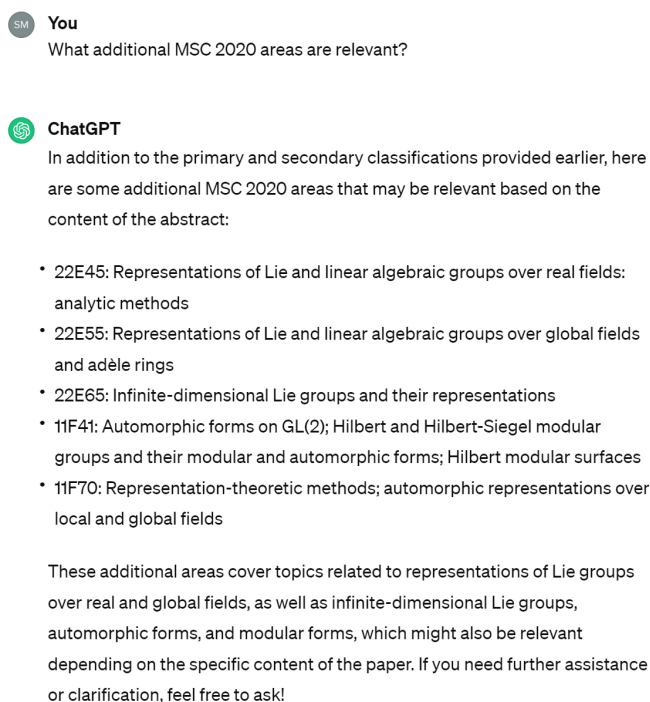 SM You
What additional MSC 2020 areas are relevant?
ChatGPT
In addition to the primary and secondary classifications provided earlier, here
are some additional MSC 2020 areas that may be relevant based on the
content of the abstract:
• 22E45: Representations of Lie and linear algebraic groups over real fields:
analytic methods
• 22E55: Representations of Lie and linear algebraic groups over global fields
and adèle rings
• 22E65: Infinite-dimensional Lie groups and their representations
• 11F41: Automorphic forms on GL(2); Hilbert and Hilbert-Siegel modular
groups and their modular and automorphic forms; Hilbert modular surfaces
• 11F70: Representation-theoretic methods; automorphic representations over
local and global fields
These additional areas cover topics related to representations of Lie groups
over real and global fields, as well as infinite-dimensional Lie groups,
automorphic forms, and modular forms, which might also be relevant
depending on the specific content of the paper. If you need further assistance
or clarification, feel free to ask!